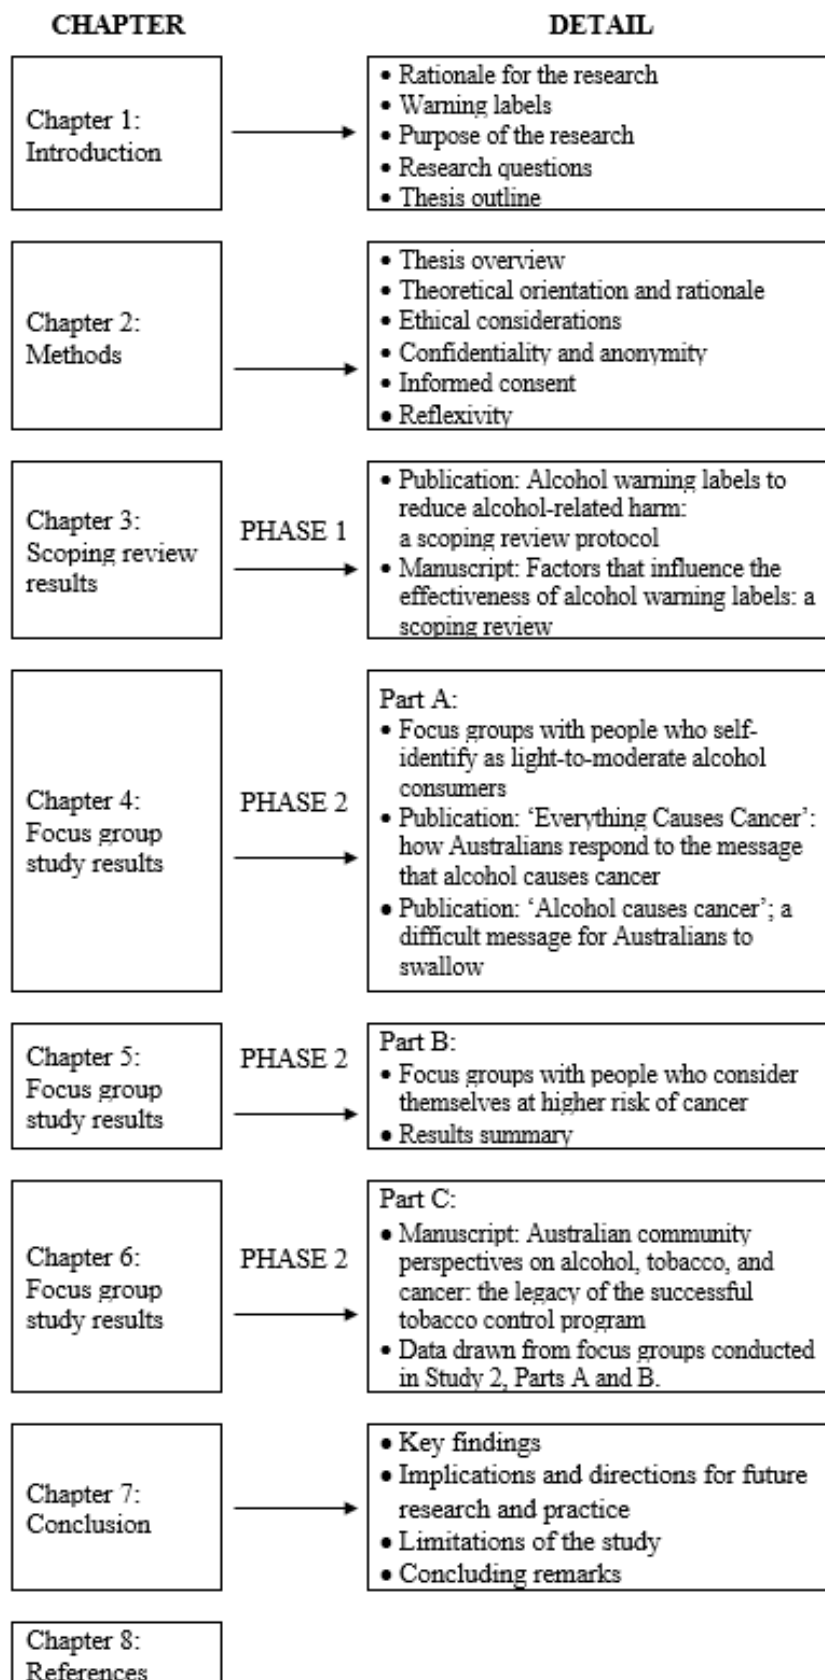 CHAPTER
DETAIL
Chapter 1:
Introduction
• Rationale for the research
• Warning labels
• Purpose of the research
• Research questions
• Thesis outline
Chapter 2:
Methods
• Thesis overview
• Theoretical orientation and rationale
• Ethical considerations
• Confidentiality and anonymity
• Informed consent
• Reflexivity
Chapter 3:
Scoping review
results
PHASE 1
• Publication: Alcohol warning labels to
reduce alcohol-related harm:
a scoping review protocol
• Manuscript: Factors that influence the
effectiveness of alcohol warning labels: a
scoping review
Chapter 4:
Focus group
study results
PHASE 2
Part A:
• Focus groups with people who self-
identify as light-to-moderate alcohol
consumers
• Publication: ‘Everything Causes Cancer’:
how Australians respond to the message
that alcohol causes cancer
• Publication: ‘Alcohol causes cancer’; a
difficult message for Australians to
swallow
Chapter 5:
Focus group
study results
PHASE 2
Part B:
• Focus groups with people who consider
themselves at higher risk of cancer
• Results summary
Chapter 6:
Focus group
study results
PHASE 2
Part C:
• Manuscript: Australian community
perspectives on alcohol, tobacco, and
cancer: the legacy of the successful
tobacco control program
• Data drawn from focus groups conducted
in Study 2, Parts A and B.
Chapter 7:
Conclusion
• Key findings
• Implications and directions for future
research and practice
• Limitations of the study
• Concluding remarks
Chapter 8:
References